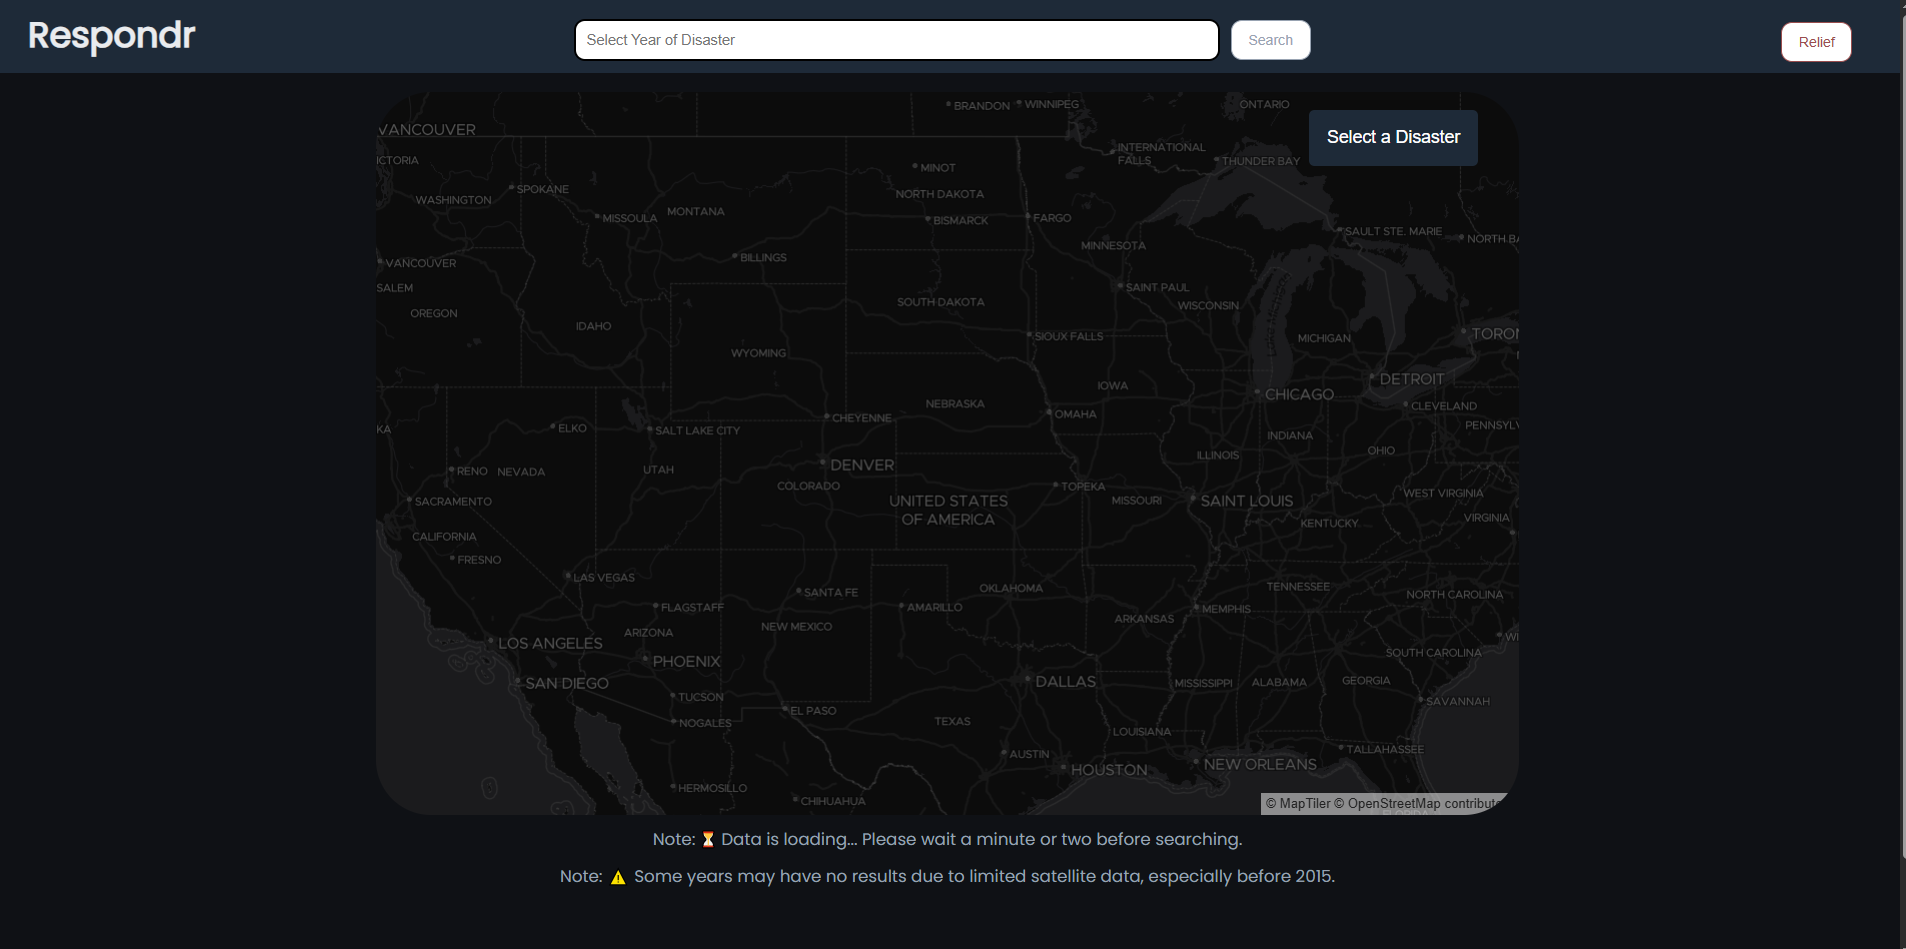 Respondr
Select Year of Disaster
Search
Relief
BRANDON
WINNIPEG
ONTARIO
VANCOUVER
Select a Disaster
INTERNATIONAL
FALLS
ICTORIA
THUNDER BAY
MINOT
SPOKANE
NORTH DAKOTA
WASHINGTON
MISSOULA
MONTANA
BISMARCK
FARGO
SAULT STE. MARIE
NORTH BA
MINNESOTA
BILLINGS
VANCOUVER
SALEM
SAINT PAUL
SOUTH DAKOTA
WISCONSIN
OREGON
IDAHO
SIOUX FALLS
MICHIGAN
TORON
WYOMING
DETROIT
IOWA
CHICAGO
NEBRASKA
CLEVELAND
OMAHA
CHEYENNE
PENNSYLV
KA
ELKO
SALT LAKE CITY
INDIANA
OHIO
ILLINOIS
DENVER
RENO
NEVADA
UTAH
COLORADO
TOPEKA
WEST VIRGINIA
SACRAMENTO
UNITED STATES
OF AMERICA
MISSOURI
SAINT LOUIS
VIRGINIA
KENTUCKY
CALIFORNIA
FRESNO
LAS VEGAS
OKLAHOMA
TENNESSEE
SANTA FE
NORTH CAROLINA
FLAGSTAFF
AMARILLO
MEMPHIS
ARKANSAS
NEW MEXICO
ARIZONA
WI
LOS ANGELES
SOUTH CAROLINA
PHOENIX
SAN DIEGO
DALLAS
MISSISSIPPI
ALABAMA
GEORGIA
TUCSON
SAVANNAH
EL PASO
NOGALES
TEXAS
LOUISIANA
TALLAHASSEE
AUSTIN
HOUSTON
NEW ORLEANS
HERMOSILLO
CHIHUAHUA
© MapTiler © OpenStreetMap contribut
Note: ⏳ Data is loading... Please wait a minute or two before searching.
Note: ⚠️ Some years may have no results due to limited satellite data, especially before 2015.